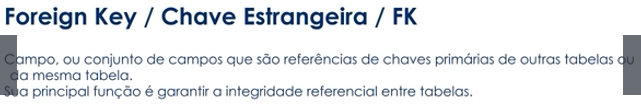 Foreign Key / Chave Estrangeira / FK
Campo, ou conjunto de campos que são referências de chaves primárias de outras tabelas ou
da mesma tabela.
Sua principal função é garantir a integridade referencial entre tabelas.